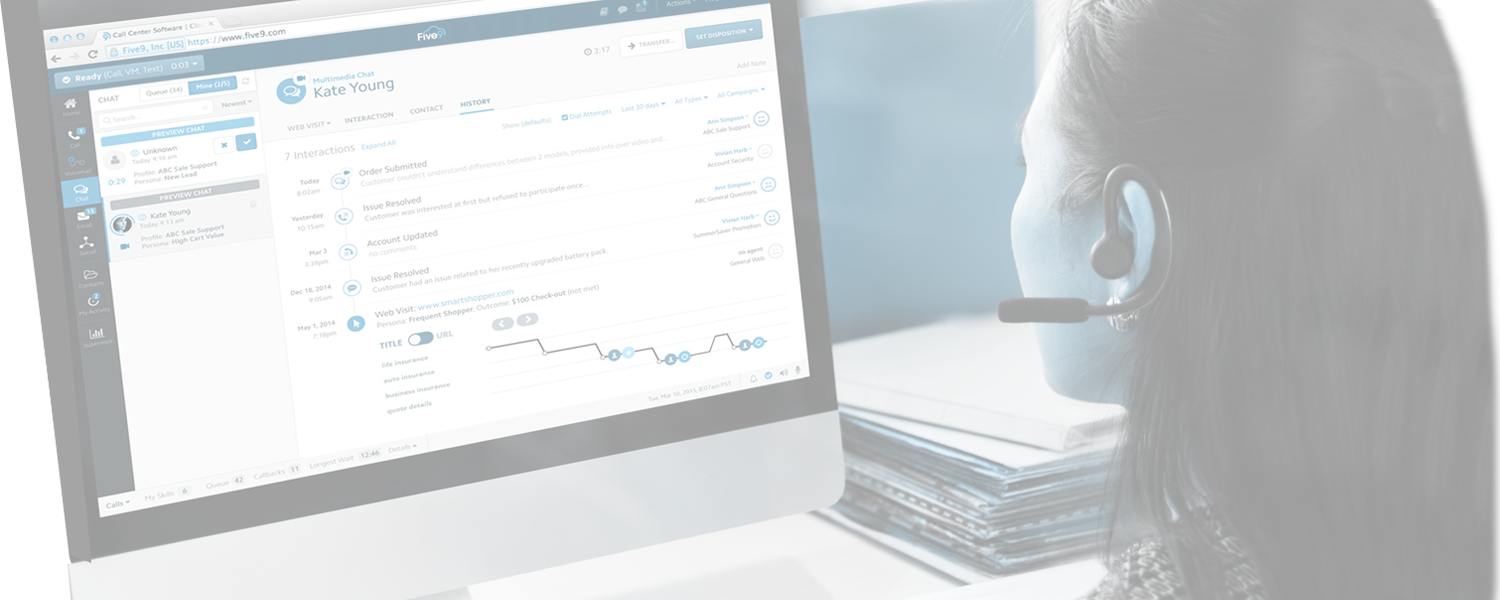 Call Center Software | Clo
Five9, Inc [US] https://www.five9.com
Five9
Actions
Ready (Call, VM, Text) 0:03
Home
Call
Voicemail
Chat
Email
Social
Contacts
My Activity
Supervisor
CHAT Queue (34) Mine (2/5)
Search... Newest
PREVIEW CHAT
Unknown
Today 9:16 am
0:29
Profile: ABC Sale Support
Persona: New Lead
PREVIEW CHAT
Kate Young
Today 9:13 am
Profile: ABC Sale Support
Persona: High Cart Value
Multimedia Chat
Kate Young
3:17 TRANSFER... SET DISPOSITION
Add Note
WEB VISIT INTERACTION CONTACT HISTORY
Show (defaults) Dial Attempts Last 30 days All Types All Campaigns
7 Interactions Expand All
Today
8:02am
Order Submitted
Customer couldn't understand differences between 2 models, provided info over video and...
Ann Simpson
ABC Sale Support
Yesterday
10:15am
Issue Resolved
Customer was interested at first but refused to participate once...
Vivian Harb
Account Security
Mar 3
3:39pm
Account Updated
no comments
Ann Simpson
ABC General Questions
Dec 18, 2014
9:05am
Issue Resolved
Customer had an issue related to her recently upgraded battery pack.
Vivian Harb
SummerSaver Promotion
May 1, 2014
7:18pm
Web Visit: www.smartshopper.com
Persona: Frequent Shopper. Outcome: $100 Check-out (not met)
no agent
General Web
TITLE URL
life insurance
auto insurance
business insurance
quote details
Tue, Mar 10, 2015, 8:07am PST
Calls My Skills 6 Queue 42 Callbacks 11 Longest Wait 12:46 Details